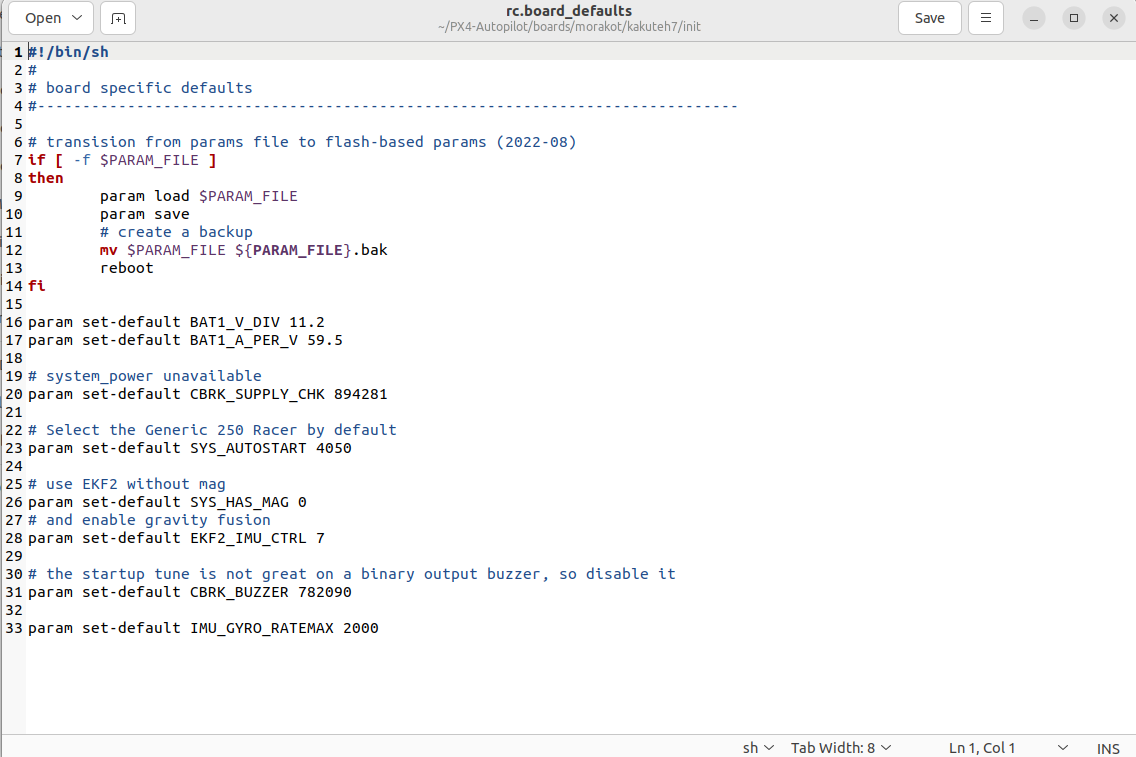 Open
rc.board_defaults
~/PX4-Autopilot/boards/morakot/kakuteh7/init
Save
1 #!/bin/sh
2 #
3 # board specific defaults
4 #------------------------------------------------------------------------------
5
6 # transision from params file to flash-based params (2022-08)
7 if [ -f $PARAM_FILE ]
8 then
9 param load $PARAM_FILE
10 param save
11 # create a backup
12 mv $PARAM_FILE ${PARAM_FILE}.bak
13 reboot
14 fi
15
16 param set-default BAT1_V_DIV 11.2
17 param set-default BAT1_A_PER_V 59.5
18
19 # system_power unavailable
20 param set-default CBRK_SUPPLY_CHK 894281
21
22 # Select the Generic 250 Racer by default
23 param set-default SYS_AUTOSTART 4050
24
25 # use EKF2 without mag
26 param set-default SYS_HAS_MAG 0
27 # and enable gravity fusion
28 param set-default EKF2_IMU_CTRL 7
29
30 # the startup tune is not great on a binary output buzzer, so disable it
31 param set-default CBRK_BUZZER 782090
32
33 param set-default IMU_GYRO_RATEMAX 2000
sh Tab Width: 8 Ln 1, Col 1 INS